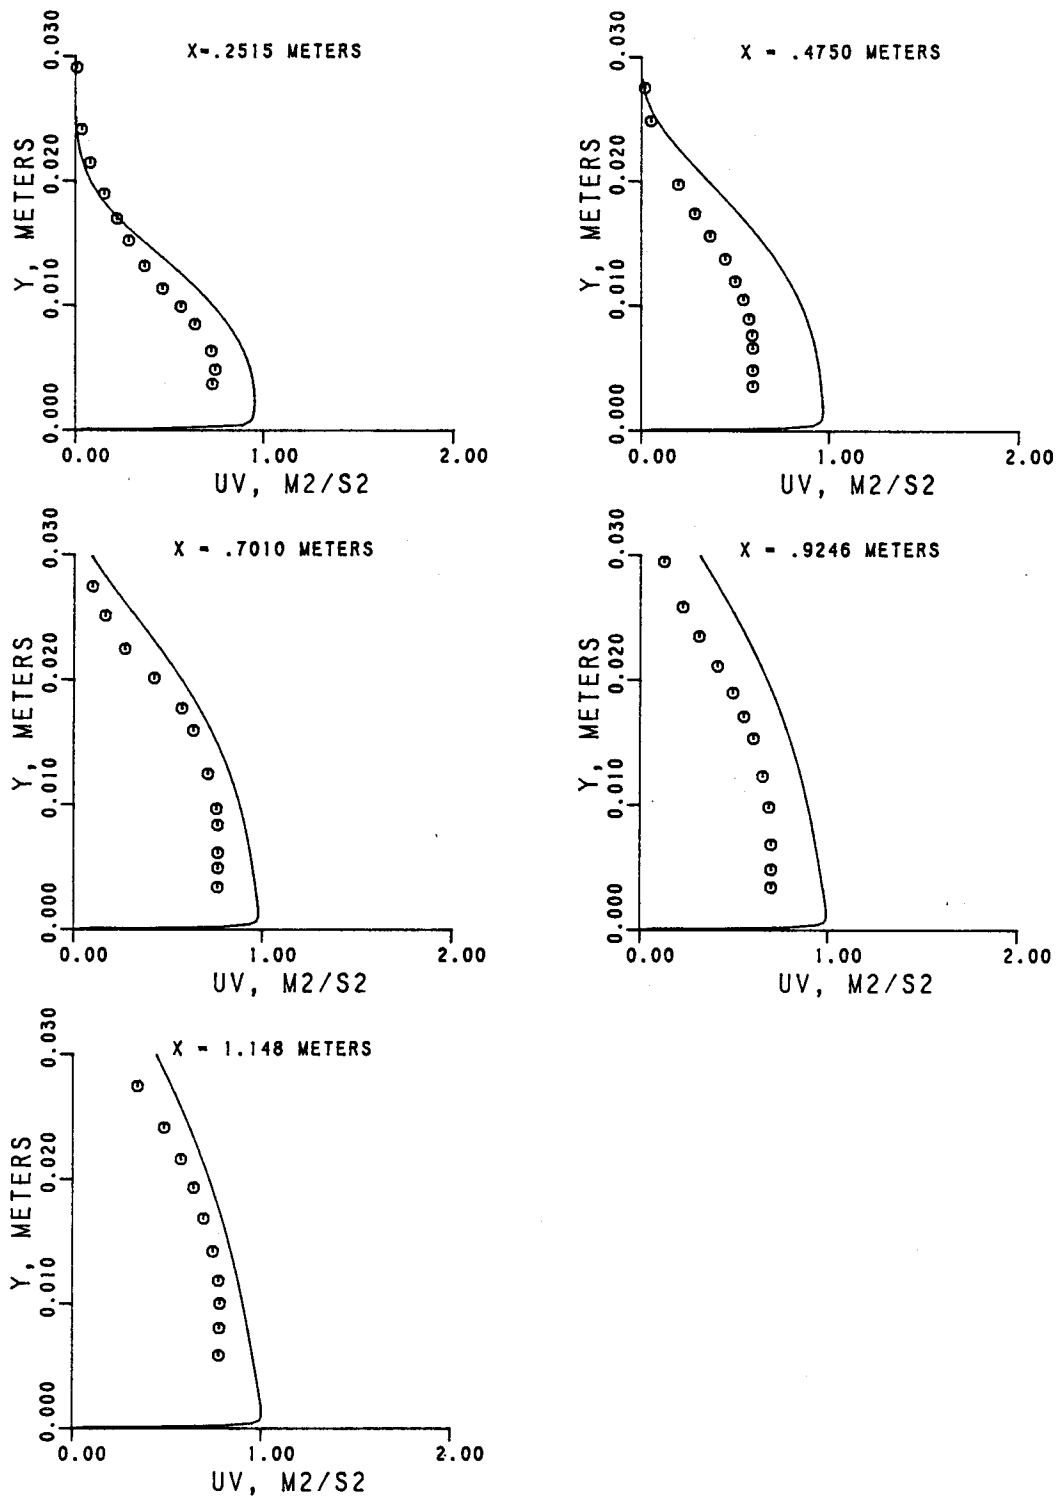 X=.2515 METERS
0.030
0.020
0.010
0.000
Y, METERS
0.00 1.00 2.00
UV, M2/S2
X = .4750 METERS
0.030
0.020
0.010
0.000
Y, METERS
0.00 1.00 2.00
UV, M2/S2
X = .7010 METERS
0.030
0.020
0.010
0.000
Y, METERS
0.00 1.00 2.00
UV, M2/S2
X = .9246 METERS
0.030
0.020
0.010
0.000
Y, METERS
0.00 1.00 2.00
UV, M2/S2
X = 1.148 METERS
0.030
0.020
0.010
0.000
Y, METERS
0.00 1.00 2.00
UV, M2/S2